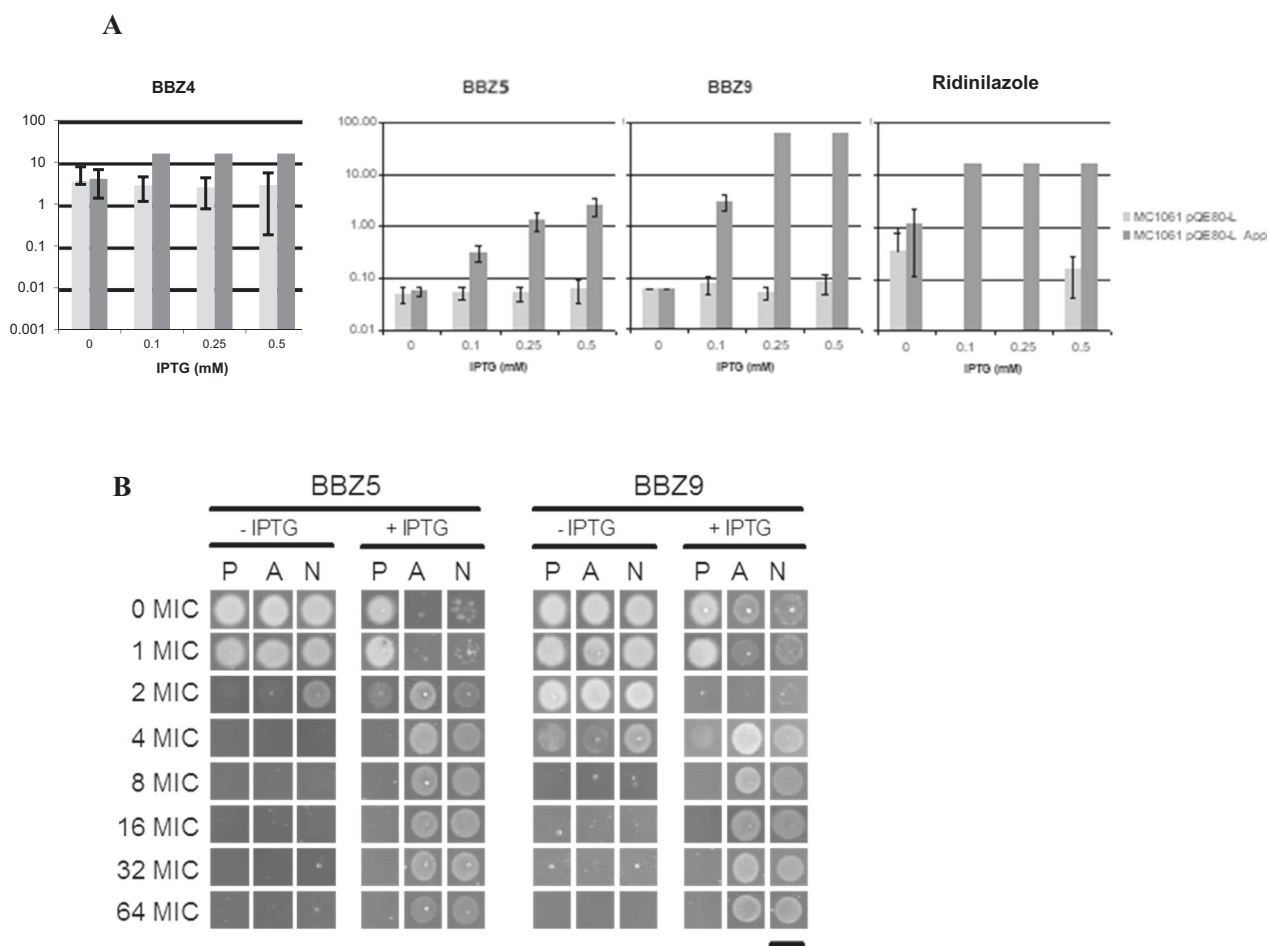 A
BBZ4
BBZ5
BBZ9
Ridinilazole
100
10
1
0.1
0.01
0.001
0 0.1 0.25 0.5
IPTG (mM)
100.00
10.00
1.00
0.10
0.01
0 0.1 0.25 0.5
IPTG (mM)
0 0.1 0.25 0.5
IPTG (mM)
0 0.1 0.25 0.5
IPTG (mM)
MC1061 pQE80-L
MC1061 pQE80-L App
B
BBZ5 BBZ9
- IPTG + IPTG - IPTG + IPTG
P A N P A N P A N P A N
0 MIC
1 MIC
2 MIC
4 MIC
8 MIC
16 MIC
32 MIC
64 MIC